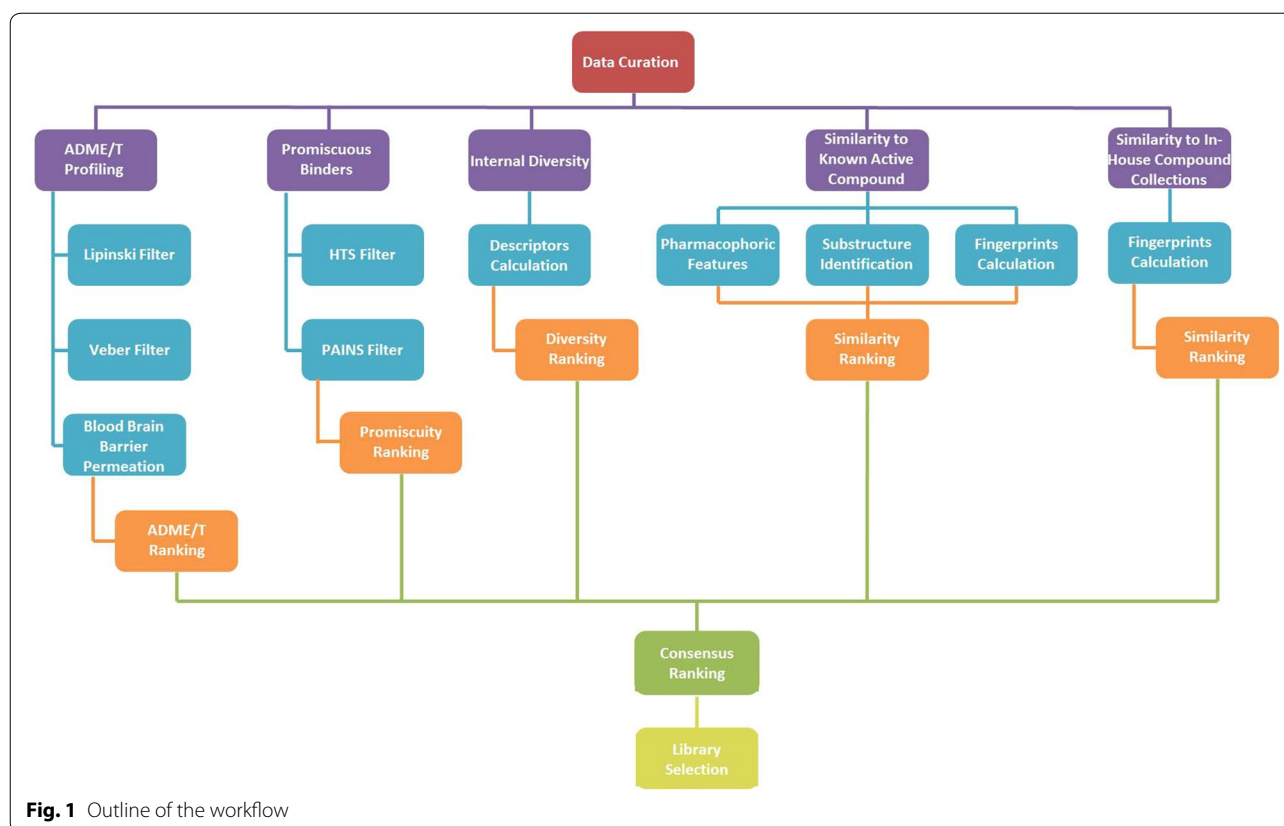 Data Curation
ADME/T
Profiling
Promiscuous
Binders
Internal Diversity
Similarity to
Known Active
Compound
Similarity to In-
House Compound
Collections
Lipinski Filter
HTS Filter
Descriptors
Calculation
Pharmacophoric
Features
Substructure
Identification
Fingerprints
Calculation
Fingerprints
Calculation
Veber Filter
PAINS Filter
Diversity
Ranking
Similarity
Ranking
Similarity
Ranking
Blood Brain
Barrier
Permeation
Promiscuity
Ranking
ADME/T
Ranking
Consensus
Ranking
Library
Selection
Fig. 1 Outline of the workflow